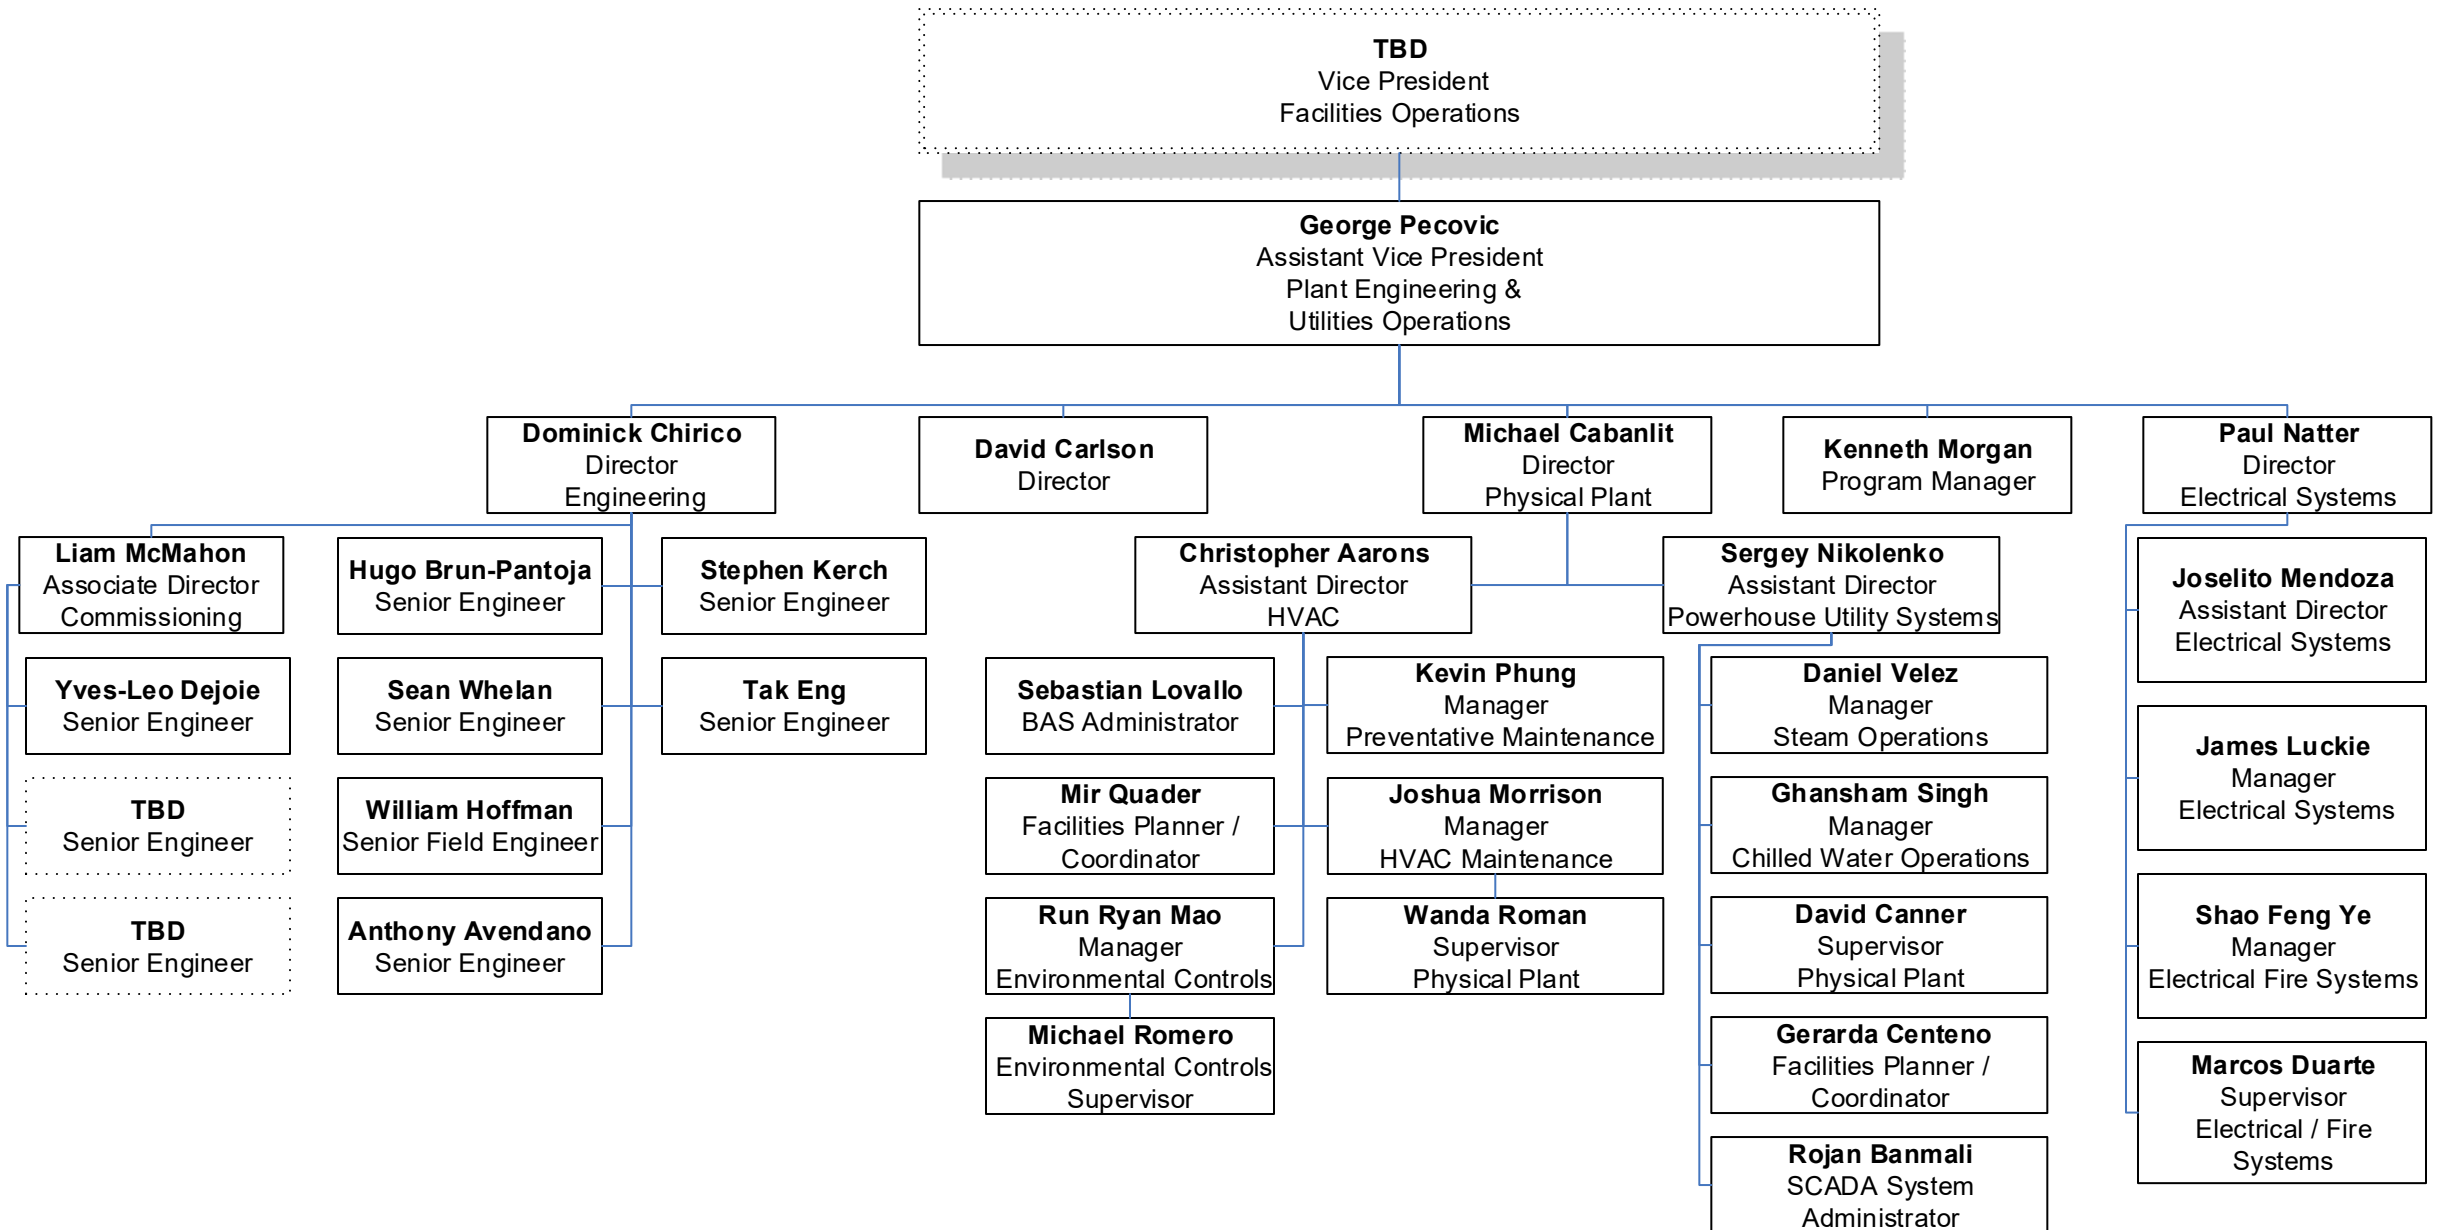 TBD
Vice President
Facilities Operations
George Pecovic
Assistant Vice President
Plant Engineering &
Utilities Operations
Dominick Chirico
Director
Engineering
David Carlson
Director
Michael Cabanlit
Director
Physical Plant
Kenneth Morgan
Program Manager
Paul Natter
Director
Electrical Systems
Liam McMahon
Associate Director
Commissioning
Yves-Leo Dejoie
Senior Engineer
TBD
Senior Engineer
TBD
Senior Engineer
Hugo Brun-Pantoja
Senior Engineer
Stephen Kerch
Senior Engineer
Sean Whelan
Senior Engineer
Tak Eng
Senior Engineer
William Hoffman
Senior Field Engineer
Anthony Avendano
Senior Engineer
Christopher Aarons
Assistant Director
HVAC
Sebastian Lovallo
BAS Administrator
Kevin Phung
Manager
Preventative Maintenance
Mir Quader
Facilities Planner /
Coordinator
Joshua Morrison
Manager
HVAC Maintenance
Run Ryan Mao
Manager
Environmental Controls
Wanda Roman
Supervisor
Physical Plant
Michael Romero
Environmental Controls
Supervisor
Sergey Nikolenko
Assistant Director
Powerhouse Utility Systems
Daniel Velez
Manager
Steam Operations
Ghansham Singh
Manager
Chilled Water Operations
David Canner
Supervisor
Physical Plant
Gerarda Centeno
Facilities Planner /
Coordinator
Rojan Banmali
SCADA System
Administrator
Joselito Mendoza
Assistant Director
Electrical Systems
James Luckie
Manager
Electrical Systems
Shao Feng Ye
Manager
Electrical Fire Systems
Marcos Duarte
Supervisor
Electrical / Fire
Systems